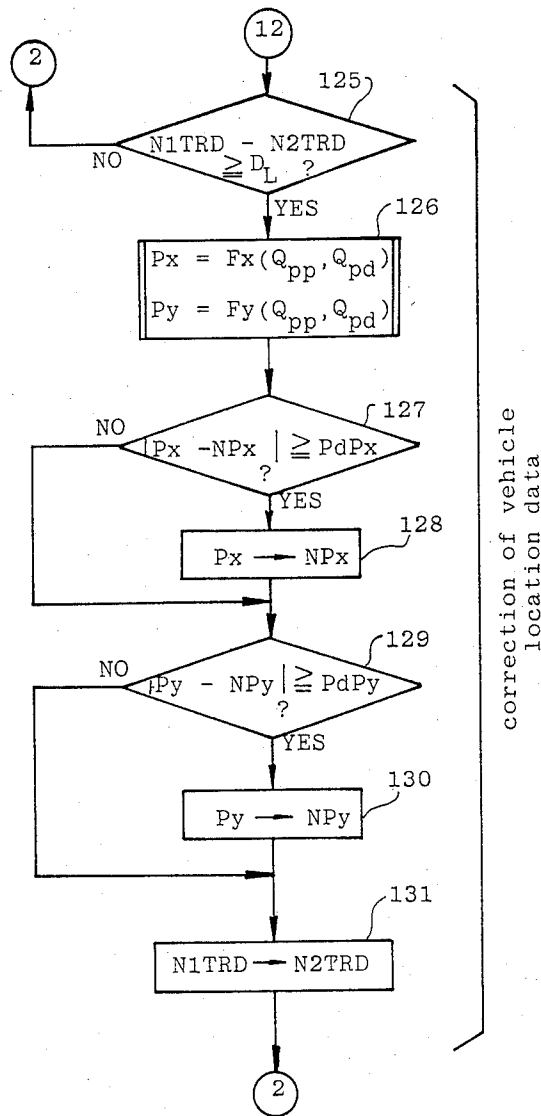 12
2
125
N1TRD - N2TRD
≧ D_L ?
NO
YES
126
Px = Fx(Q_pp, Q_pd)
Py = Fy(Q_pp, Q_pd)
127
NO
|Px -NPx | ≧ PdPx
?
YES
128
Px → NPx
129
NO
|Py - NPy| ≧ PdPy
?
YES
130
Py → NPy
131
N1TRD → N2TRD
2
correction of vehicle
location data